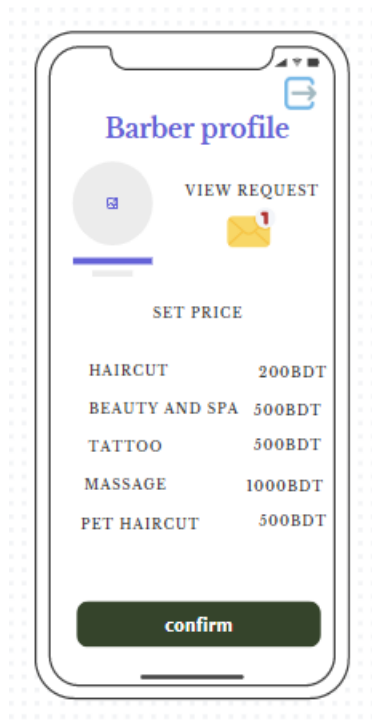 Barber profile
VIEW REQUEST
1
SET PRICE
HAIRCUT 200BDT
BEAUTY AND SPA 500BDT
TATTOO 500BDT
MASSAGE 1000BDT
PET HAIRCUT 500BDT
confirm